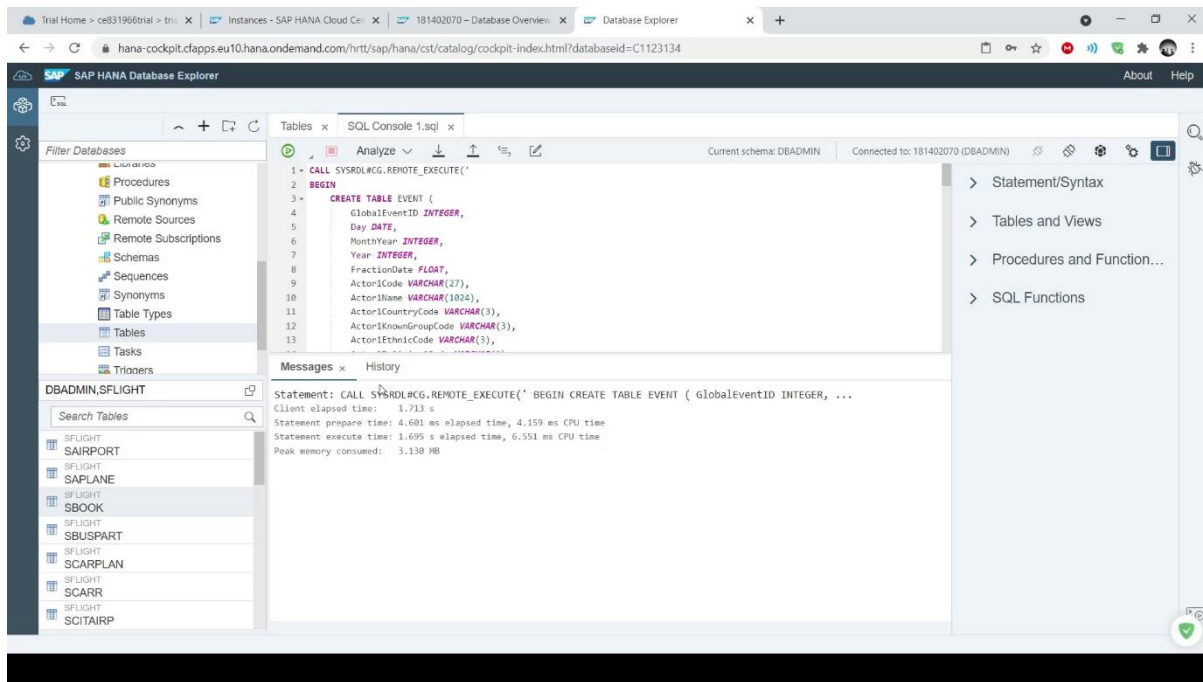 Trial Home > ce831966trial > tri
Instances - SAP HANA Cloud Cen
181402070 – Database Overview
Database Explorer
hana-cockpit.cfapps.eu10.hana.ondemand.com/hrtt/sap/hana/cst/catalog/cockpit-index.html?databaseid=C1123134
SAP SAP HANA Database Explorer
About Help
Filter Databases
Libraries
Procedures
Public Synonyms
Remote Sources
Remote Subscriptions
Schemas
Sequences
Synonyms
Table Types
Tables
Tasks
Triggers
DBADMIN,SFLIGHT
Search Tables
SFLIGHT
SAIRPORT
SFLIGHT
SAPLANE
SFLIGHT
SBOOK
SFLIGHT
SBUSPART
SFLIGHT
SCARPLAN
SFLIGHT
SCARR
SFLIGHT
SCITAIRP
Tables
SQL Console 1.sql
Analyze
Current schema: DBADMIN
Connected to: 181402070 (DBADMIN)
1 CALL SYSRDL#CG.REMOTE_EXECUTE('
2 BEGIN
3 CREATE TABLE EVENT (
4 GlobalEventID INTEGER,
5 Day DATE,
6 MonthYear INTEGER,
7 Year INTEGER,
8 FractionDate FLOAT,
9 Actor1Code VARCHAR(27),
10 Actor1Name VARCHAR(1024),
11 Actor1CountryCode VARCHAR(3),
12 Actor1KnownGroupCode VARCHAR(3),
13 Actor1EthnicCode VARCHAR(3),
Messages
History
Statement: CALL SYSRDL#CG.REMOTE_EXECUTE(' BEGIN CREATE TABLE EVENT ( GlobalEventID INTEGER, ...
Client elapsed time: 1.713 s
Statement prepare time: 4.601 ms elapsed time, 4.159 ms CPU time
Statement execute time: 1.695 s elapsed time, 6.551 ms CPU time
Peak memory consumed: 3.130 MB
Statement/Syntax
Tables and Views
Procedures and Function...
SQL Functions